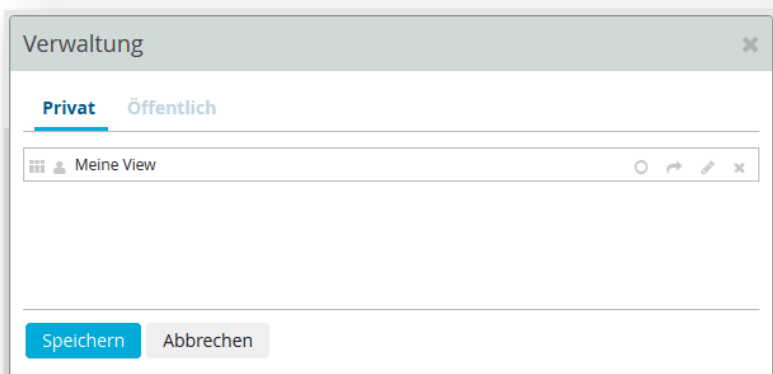 Verwaltung
Privat Öffentlich
Meine View
Speichern Abbrechen